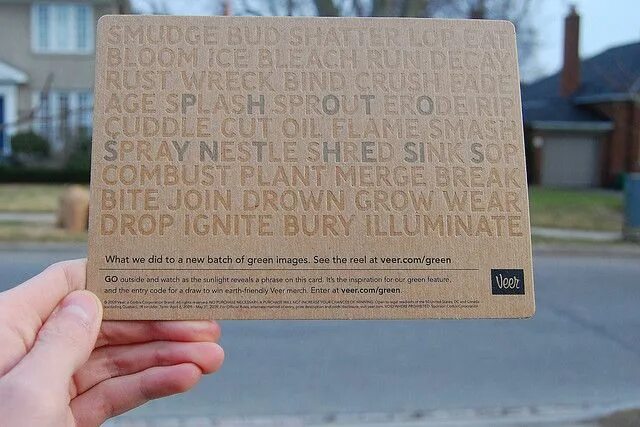 SMUDGE BUD SHATTER LOP EAT
BLOOM ICE BLEACH RUN DECAY
RUST WRECK BIND CRUSH FADE
AGE SPLASH SPROUT ERODE RIP
CUDDLE CUT OIL FLAME SMASH
SPRAY NESTLE SHRED SINK SOP
COMBUST PLANT MERGE BREAK
BITE JOIN DROWN GROW WEAR
DROP IGNITE BURY ILLUMINATE
What we did to a new batch of green images. See the reel at veer.com/green
GO outside and watch as the sunlight reveals a phrase on this card. It's the inspiration for our green feature,
and the entry code for a draw to win earth-friendly Veer merch. Enter at veer.com/green.
Veer